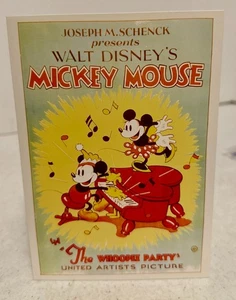 JOSEPH M. SCHENCK
presents
WALT DISNEY'S
MICKEY MOUSE
"The WHOOPEE PARTY"
UNITED ARTISTS PICTURE